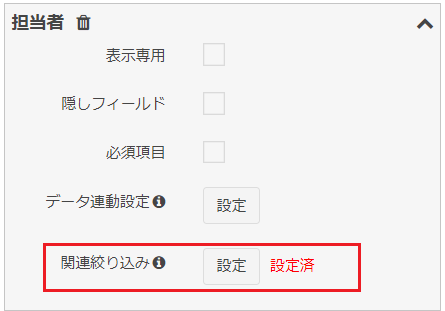 担当者
表示専用
隠しフィールド
必須項目
データ連動設定 設定
関連絞り込み 設定 設定済